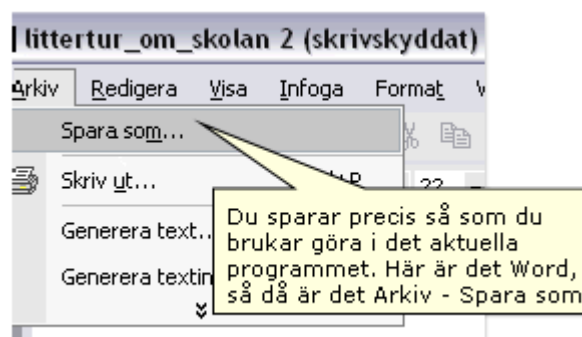 littertur_om_skolan 2 (skrivskyddat)
Arkiv Redigera Visa Infoga Format
Spara som...
Skriv ut...
Generera text..
Generera textin
Du sparar precis så som du
brukar göra i det aktuella
programmet. Här är det Word,
så då är det Arkiv - Spara som